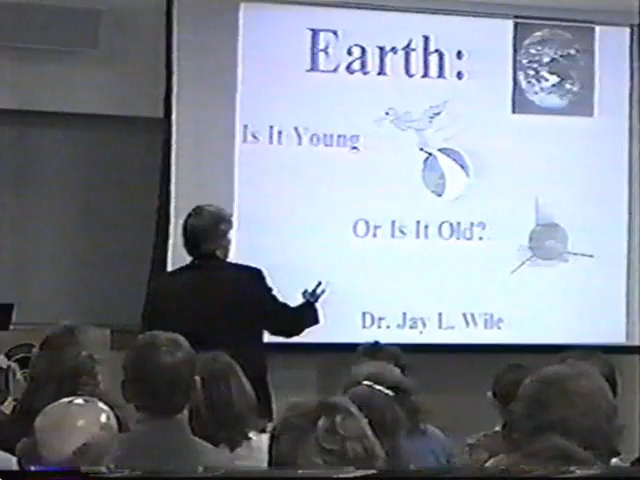 Earth:
Is It Young
Or Is It Old?
Dr. Jay L. Wile